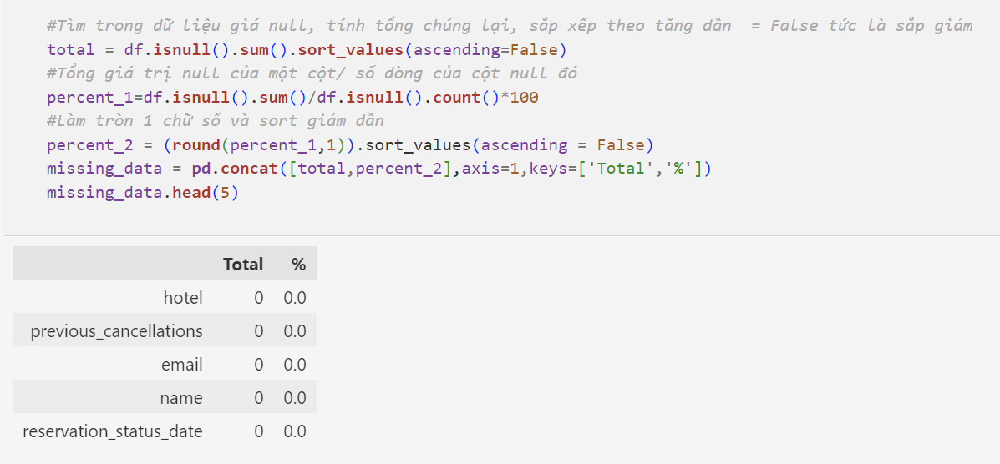 #Tìm trong dữ liệu giá null, tính tổng chúng lại, sắp xếp theo tăng dần  = False tức là sắp giảm
total = df.isnull().sum().sort_values(ascending=False)
#Tổng giá trị null của một cột/ số dòng của cột null đó
percent_1=df.isnull().sum()/df.isnull().count()*100
#Làm tròn 1 chữ số và sort giảm dần
percent_2 = (round(percent_1,1)).sort_values(ascending = False)
missing_data = pd.concat([total,percent_2],axis=1,keys=['Total','%'])
missing_data.head(5)
Total %
hotel 0 0.0
previous_cancellations 0 0.0
email 0 0.0
name 0 0.0
reservation_status_date 0 0.0